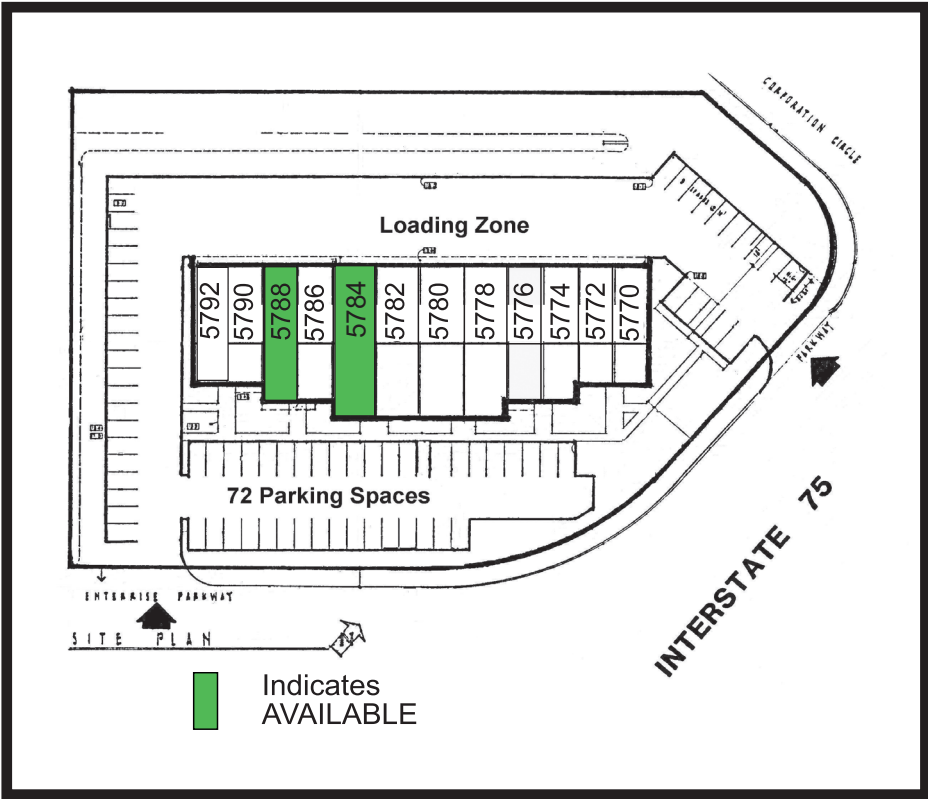 CORPORATION CIRCLE
Loading Zone
5792
5790
5788
5786
5784
5782
5780
5778
5776
5774
5772
5770
PARKWAY
72 Parking Spaces
INTERSTATE 75
ENTERRISE PARKWAY
SITE PLAN
N
Indicates
AVAILABLE